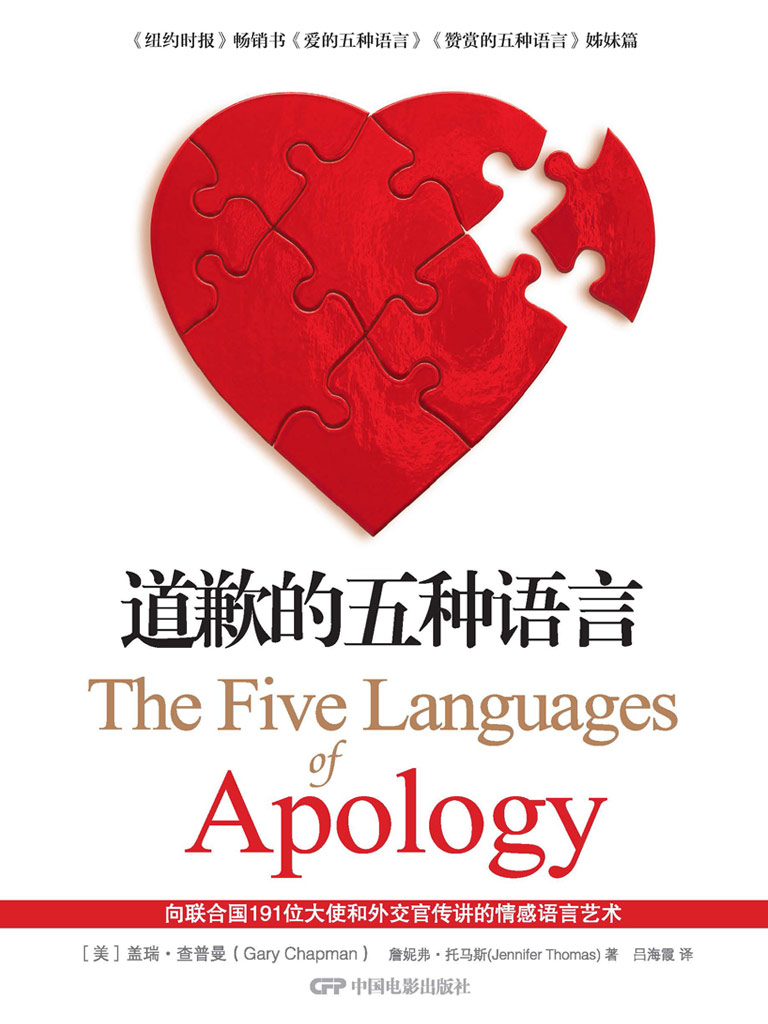 《纽约时报》畅销书《爱的五种语言》《赞赏的五种语言》姊妹篇
道歉的五种语言
The Five Languages
of
Apology
向联合国191位大使和外交官传讲的情感语言艺术
[美]盖瑞·查普曼(Gary Chapman) 詹妮弗·托马斯(Jennifer Thomas) 著 吕海霞 译
CFP 中国电影出版社